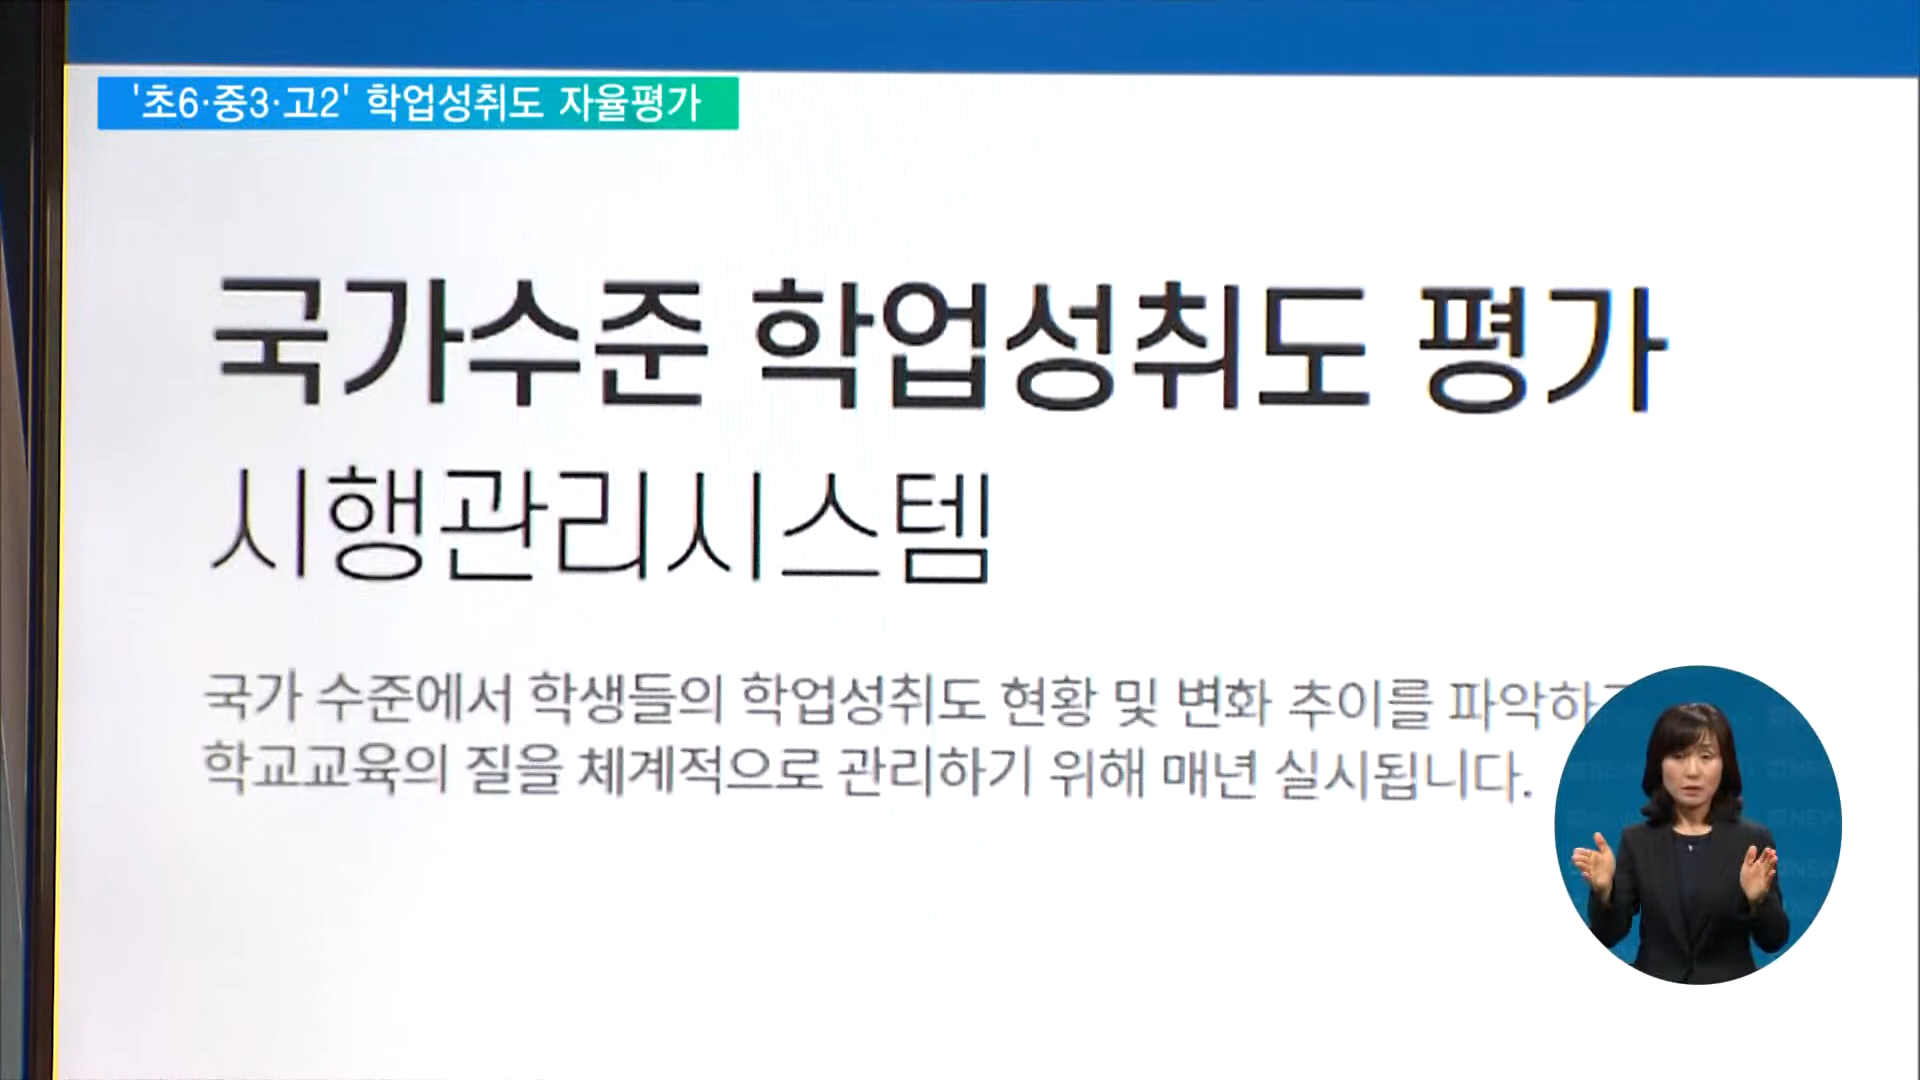 '초6·중3·고2' 학업성취도 자율평가
국가수준 학업성취도 평가
시행관리시스템
국가 수준에서 학생들의 학업성취도 현황 및 변화 추이를
학교교육의 질을 체계적으로 관리하기 위해 매년 실시됩니다.